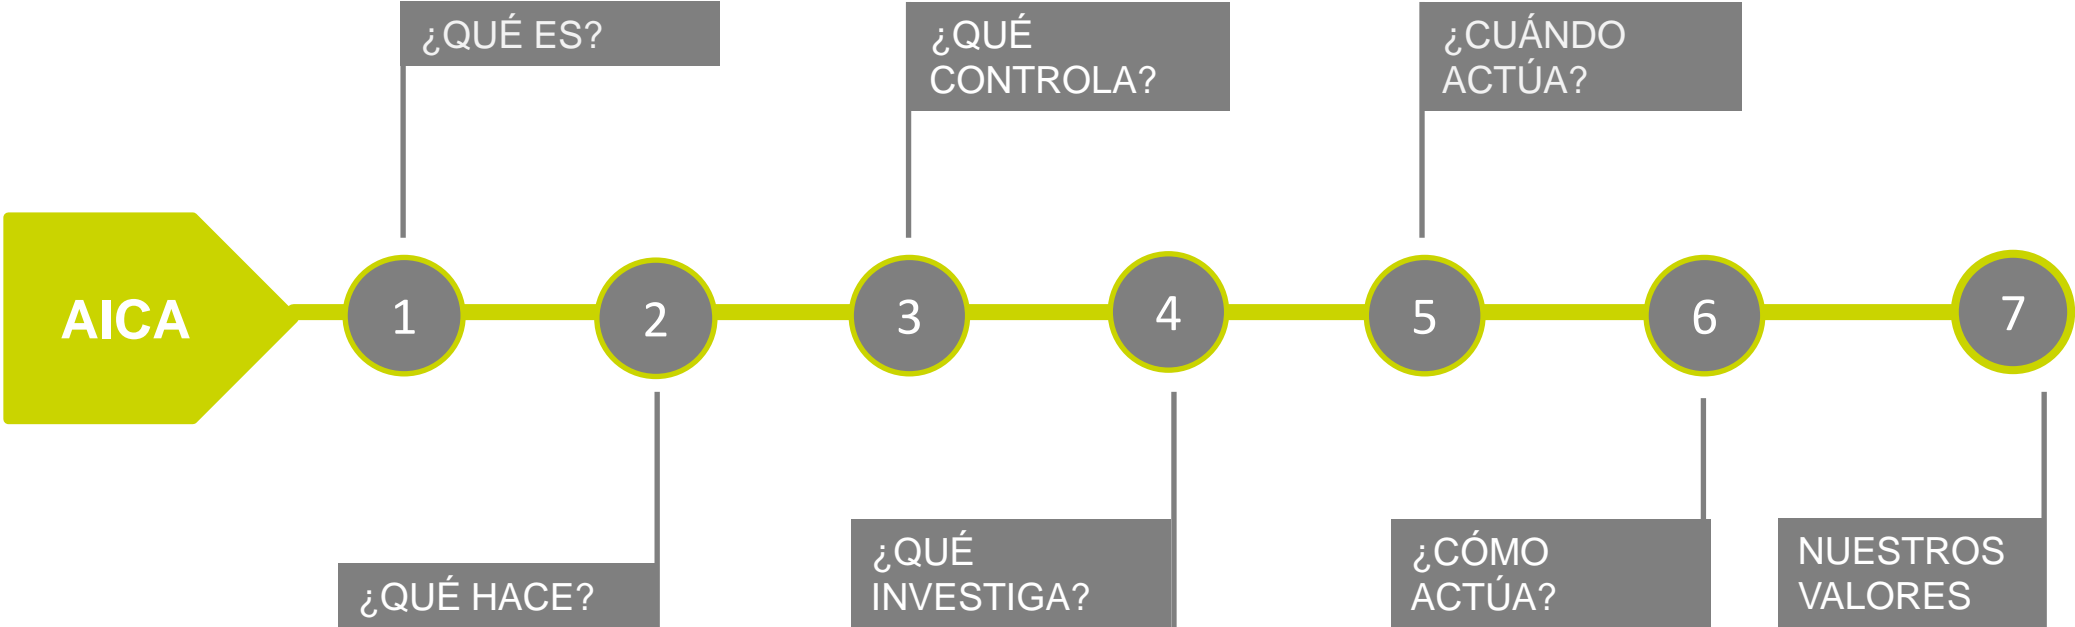 AICA
1
¿QUÉ ES?
2
¿QUÉ HACE?
3
¿QUÉ
CONTROLA?
4
¿QUÉ
INVESTIGA?
5
¿CUÁNDO
ACTÚA?
6
¿CÓMO
ACTÚA?
7
NUESTROS
VALORES